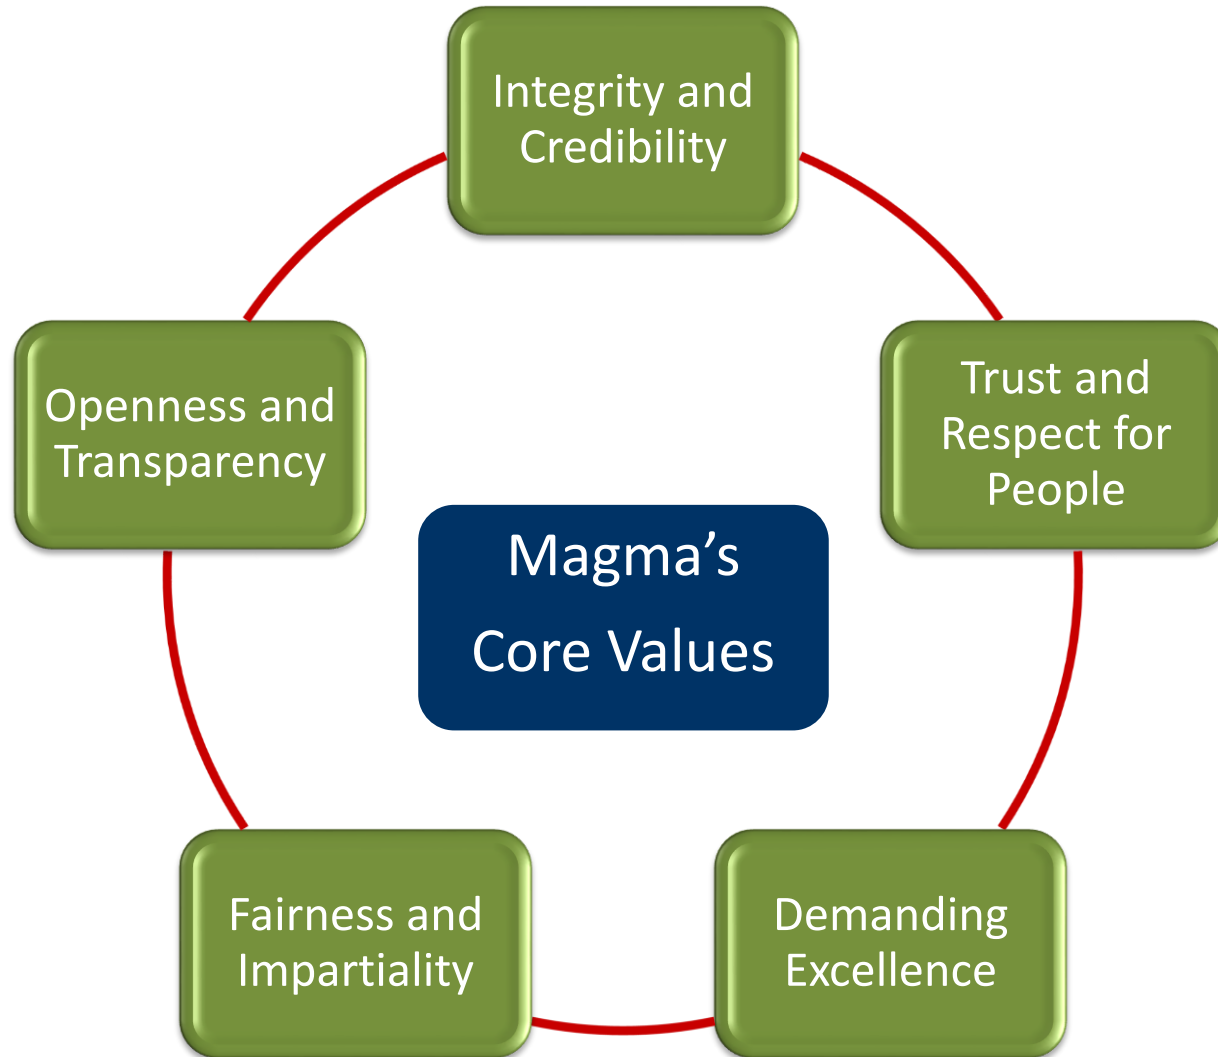 Integrity and
Credibility
Trust and
Respect for
People
Demanding
Excellence
Fairness and
Impartiality
Openness and
Transparency
Magma’s
Core Values